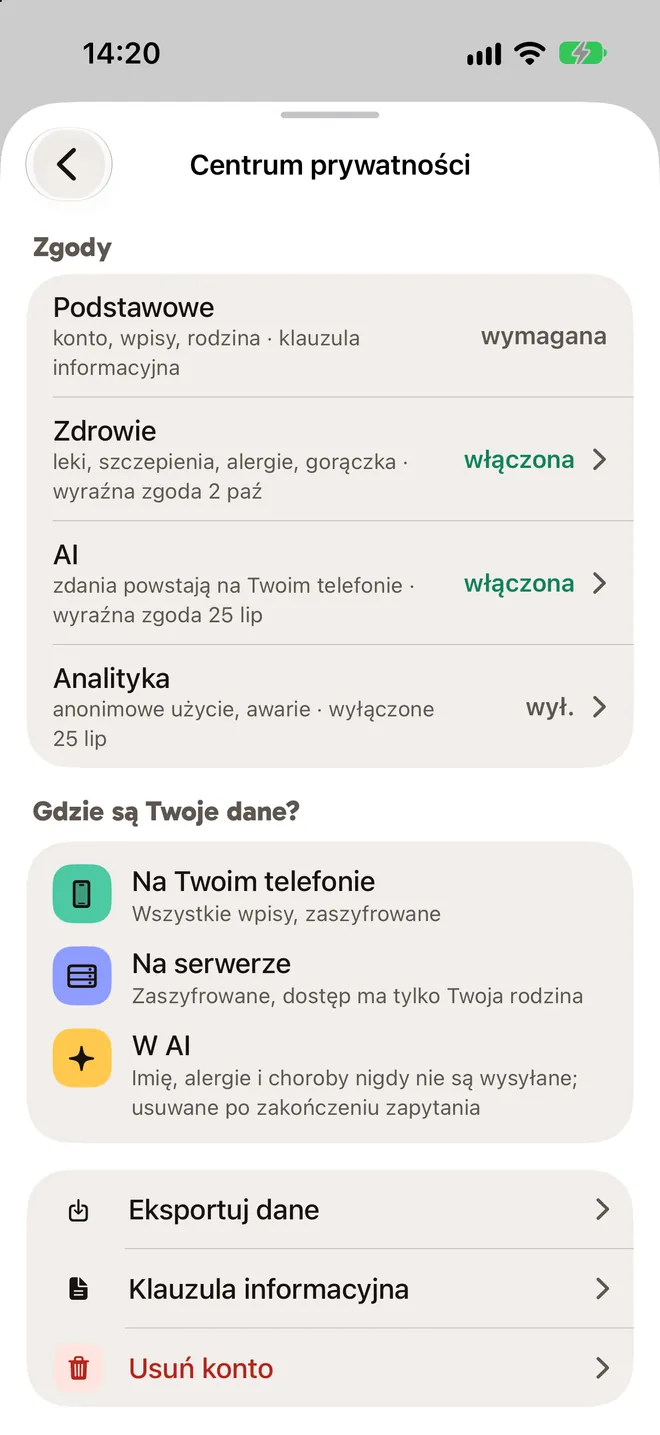 14:20
Centrum prywatności
Zgody
Podstawowe
konto, wpisy, rodzina · klauzula
informacyjna
wymagana
Zdrowie
leki, szczepienia, alergie, gorączka ·
wyraźna zgoda 2 paź
włączona
AI
zdania powstają na Twoim telefonie ·
wyraźna zgoda 25 lip
włączona
Analityka
anonimowe użycie, awarie · wyłączone
25 lip
wył.
Gdzie są Twoje dane?
Na Twoim telefonie
Wszystkie wpisy, zaszyfrowane
Na serwerze
Zaszyfrowane, dostęp ma tylko Twoja rodzina
W AI
Imię, alergie i choroby nigdy nie są wysyłane;
usuwane po zakończeniu zapytania
Eksportuj dane
Klauzula informacyjna
Usuń konto